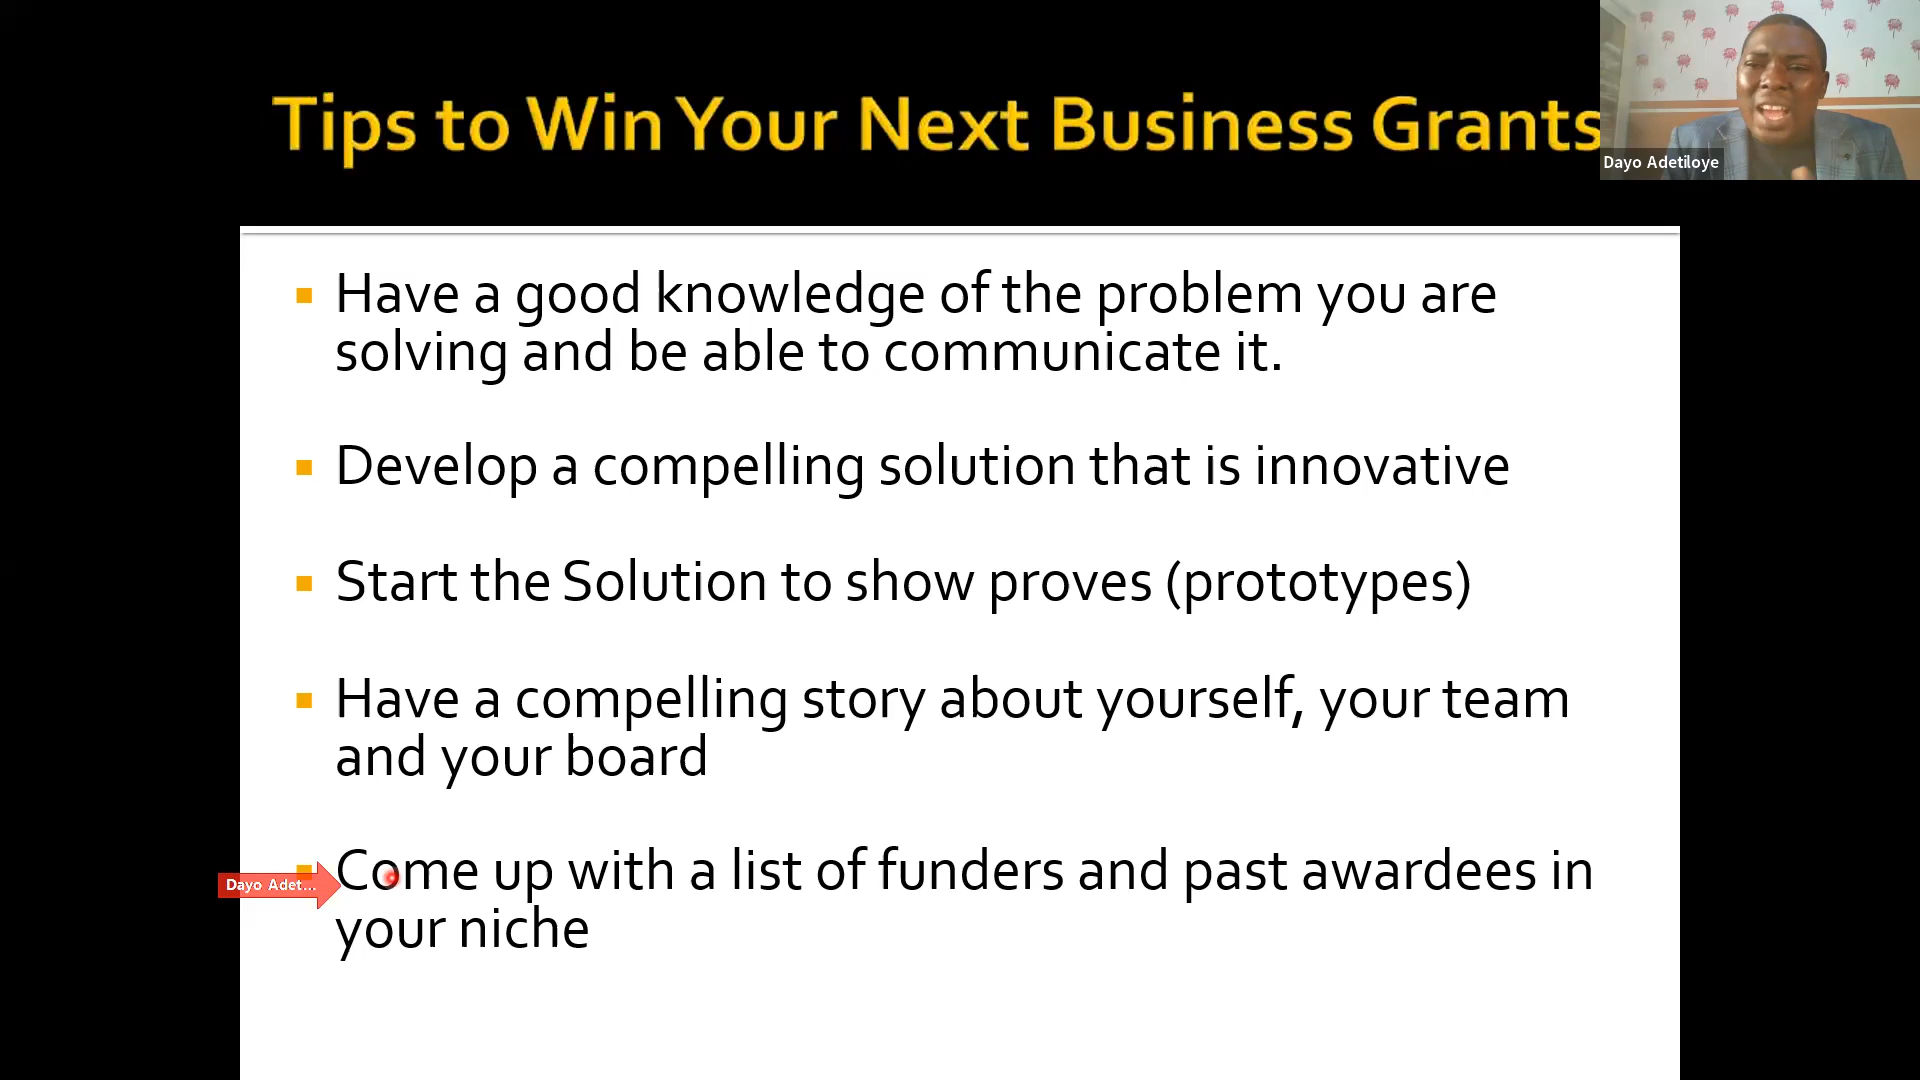 Tips to Win Your Next Business Grants
Dayo Adetiloye
Have a good knowledge of the problem you are
solving and be able to communicate it.
Develop a compelling solution that is innovative
Start the Solution to show proves (prototypes)
Have a compelling story about yourself, your team
and your board
Dayo Adet...
Come up with a list of funders and past awardees in
your niche